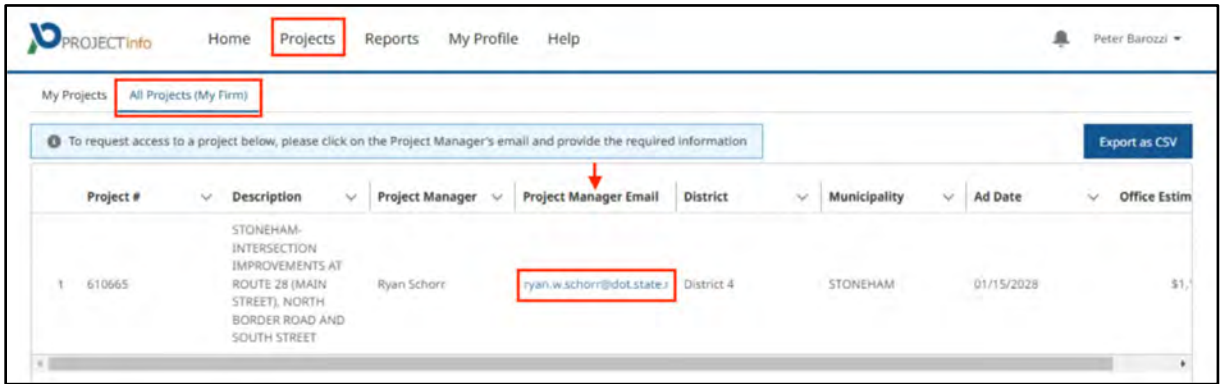 PROJECTinfo Home Projects Reports My Profile Help Peter Barozzi
My Projects All Projects (My Firm)
To request access to a project below, please click on the Project Manager's email and provide the required information Export as CSV
Project # Description Project Manager Project Manager Email District Municipality Ad Date Office Estim
STONEHAM-
INTERSECTION
IMPROVEMENTS AT
1 610665 ROUTE 28 (MAIN Ryan Schorr ryan.w.schorr@dot.state. District 4 STONEHAM 01/15/2028 $1,
STREET), NORTH
BORDER ROAD AND
SOUTH STREET